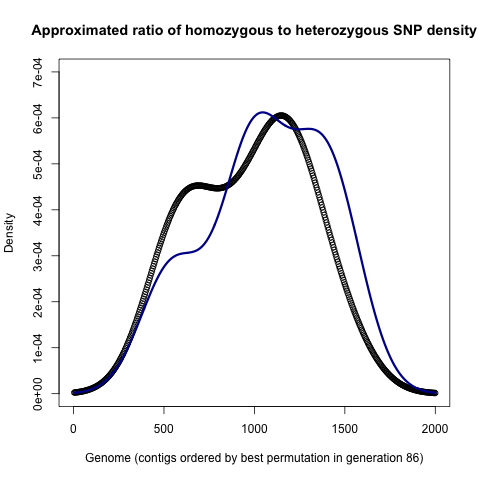 Approximated ratio of homozygous to heterozygous SNP density
7e-04
6e-04
5e-04
4e-04
3e-04
2e-04
1e-04
0e+00
Density
0 500 1000 1500 2000
Genome (contigs ordered by best permutation in generation 86)